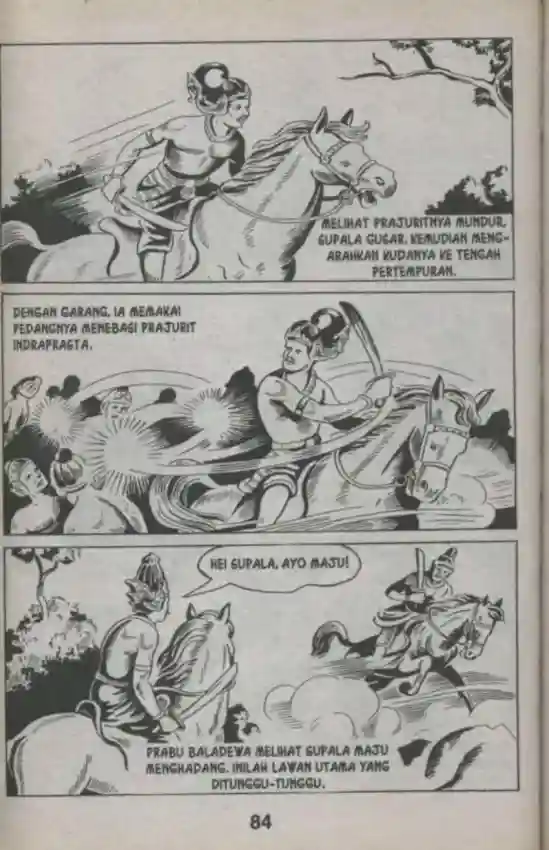 MELIHAT PRAJURITNYA MUNDUR,
SUPALA GUSAR. KEMUDIAN MENG-
ARAHKAN KUDANYA KE TENGAH
PERTEMPURAN.
DENGAN GARANG, IA MEMAKAI
PEDANGNYA MENEBASI PRAJURIT
INDRAPRASTA.
HEI SUPALA, AYO MAJU!
PRABU BALADEWA MELIHAT SUPALA MAJU
MENGHADANG. INILAH LAWAN UTAMA YANG
DITUNGGU-TUNGGU.
84